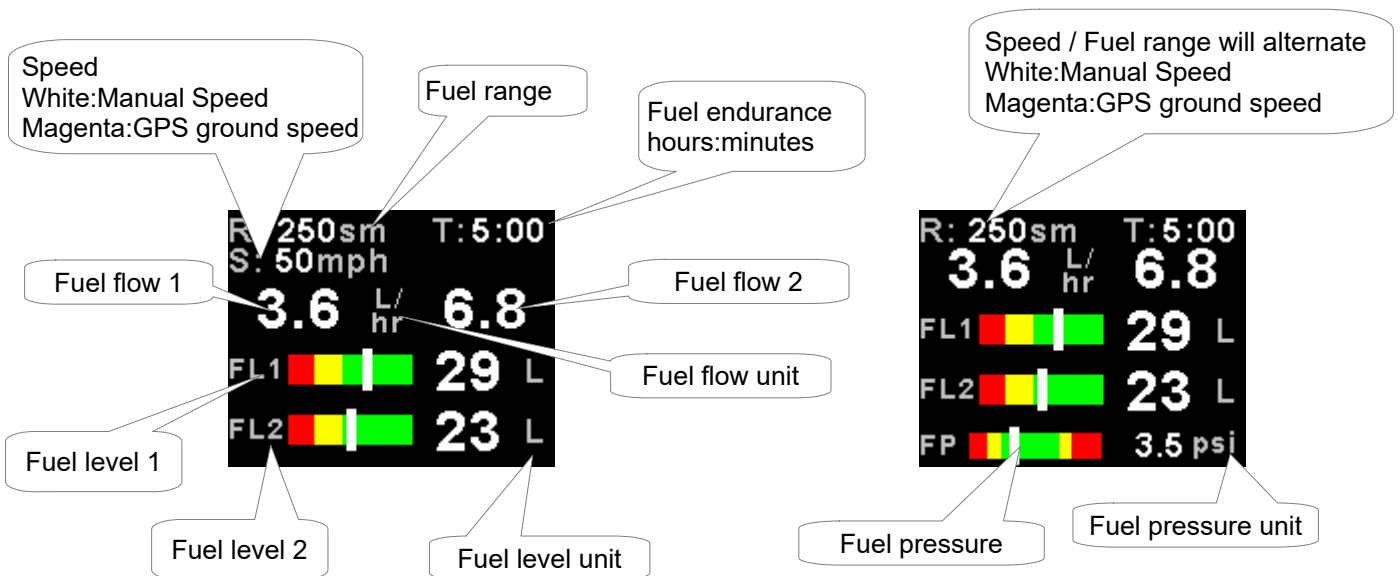 Speed
White:Manual Speed
Magenta:GPS ground speed
Fuel range
Fuel endurance
hours:minutes
Speed / Fuel range will alternate
White:Manual Speed
Magenta:GPS ground speed
R: 250sm T:5:00
S: 50mph
3.6 L/hr 6.8
FL1 29 L
FL2 23 L
Fuel flow 1
Fuel flow 2
Fuel flow unit
Fuel level 1
Fuel level 2
Fuel level unit
R: 250sm T:5:00
3.6 L/hr 6.8
FL1 29 L
FL2 23 L
FP 3.5 psi
Fuel pressure
Fuel pressure unit